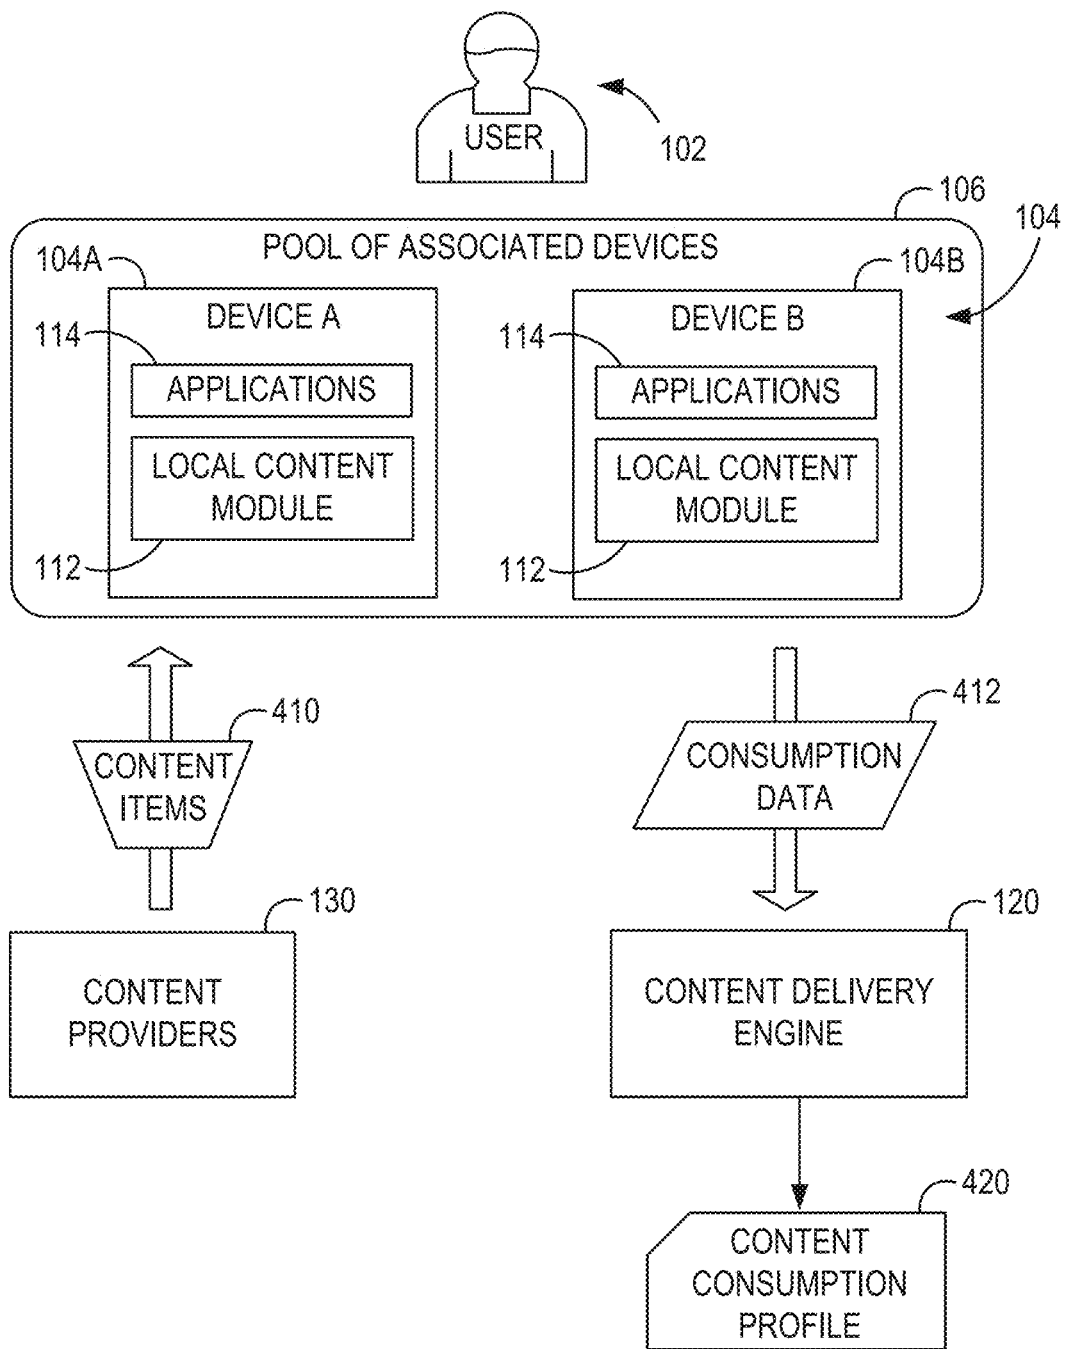 USER
102
106
104
POOL OF ASSOCIATED DEVICES
104A
104B
DEVICE A
DEVICE B
114
114
APPLICATIONS
APPLICATIONS
LOCAL CONTENT
MODULE
LOCAL CONTENT
MODULE
112
112
410
CONTENT
ITEMS
412
CONSUMPTION
DATA
130
CONTENT
PROVIDERS
120
CONTENT DELIVERY
ENGINE
420
CONTENT
CONSUMPTION
PROFILE